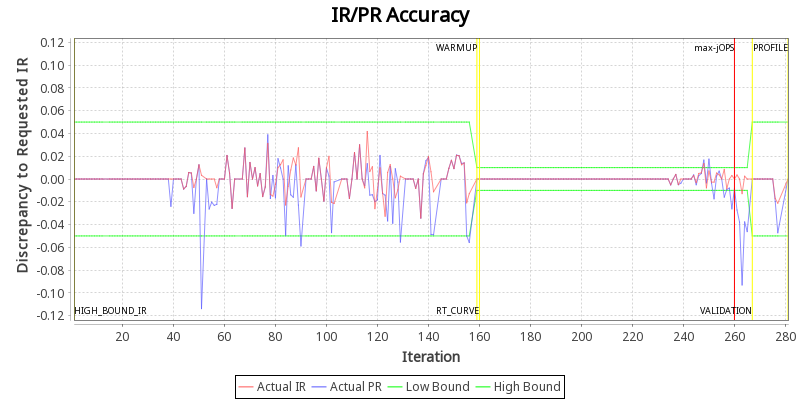 IR/PR Accuracy
Discrepancy to Requested IR
0.12
0.10
0.08
0.06
0.04
0.02
0.00
-0.02
-0.04
-0.06
-0.08
-0.10
-0.12
WARMUP
max-jOPS
PROFILE
HIGH_BOUND_IR
RT_CURVE
VALIDATION
20 40 60 80 100 120 140 160 180 200 220 240 260 280
Iteration
Actual IR Actual PR Low Bound High Bound